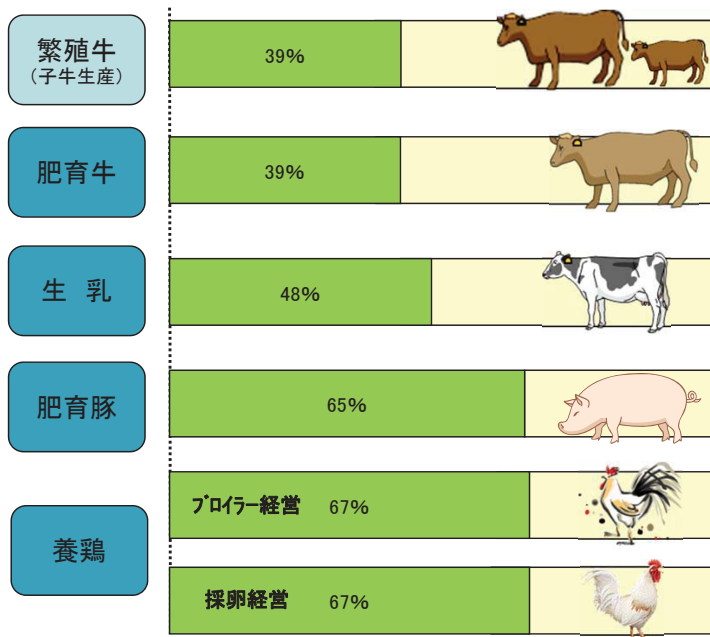 繁殖牛
(子牛生産)
39%
肥育牛
39%
生 乳
48%
肥育豚
65%
養鶏
ブロイラー経営 67%
採卵経営 67%